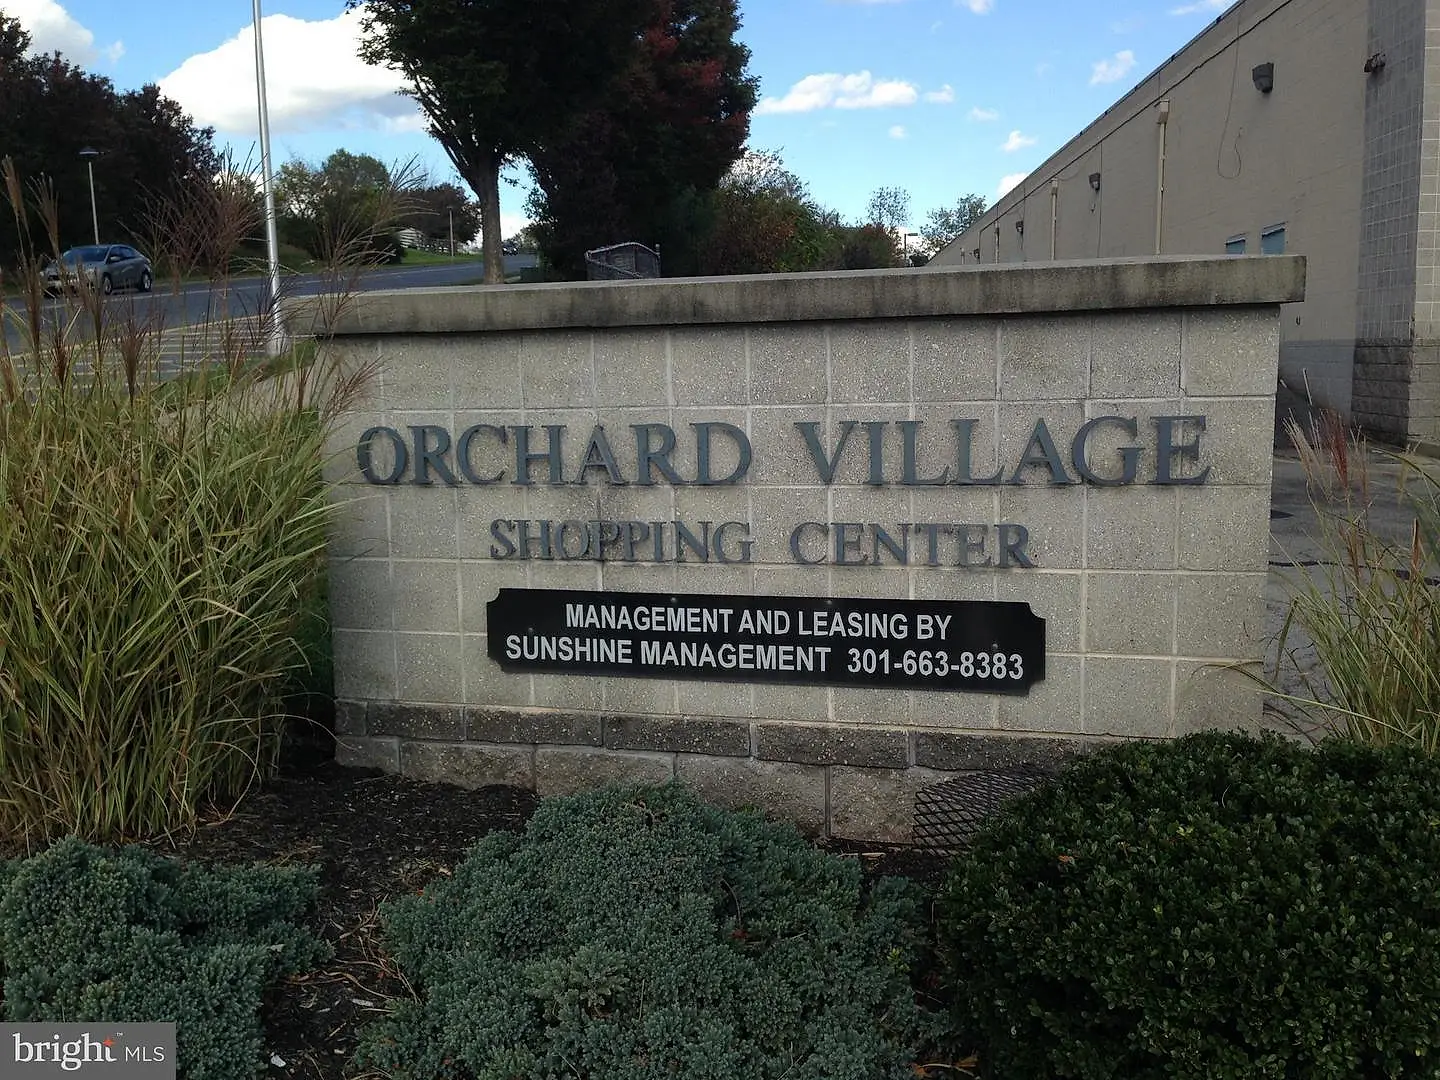 ORCHARD VILLAGE
SHOPPING CENTER
MANAGEMENT AND LEASING BY
SUNSHINE MANAGEMENT 301-663-8383
bright MLS